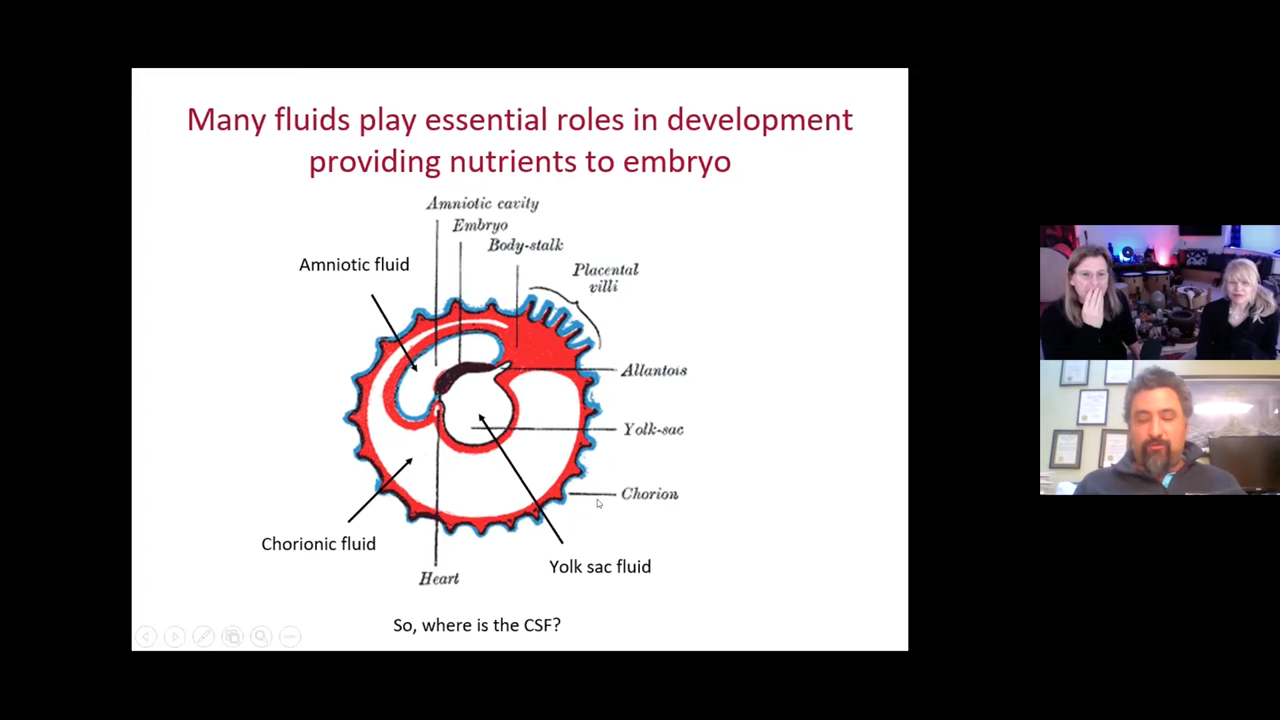 Many fluids play essential roles in development
providing nutrients to embryo
Amniotic cavity
Embryo
Body-stalk
Placental
villi
Amniotic fluid
Allantois
Yolk-sac
Chorion
Chorionic fluid
Yolk sac fluid
Heart
So, where is the CSF?